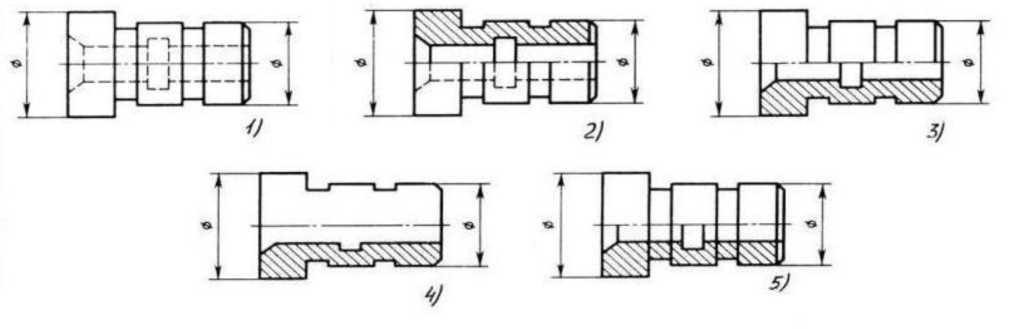 ø ø 1)
ø ø 2)
ø ø 3)
ø ø 4)
ø ø 5)